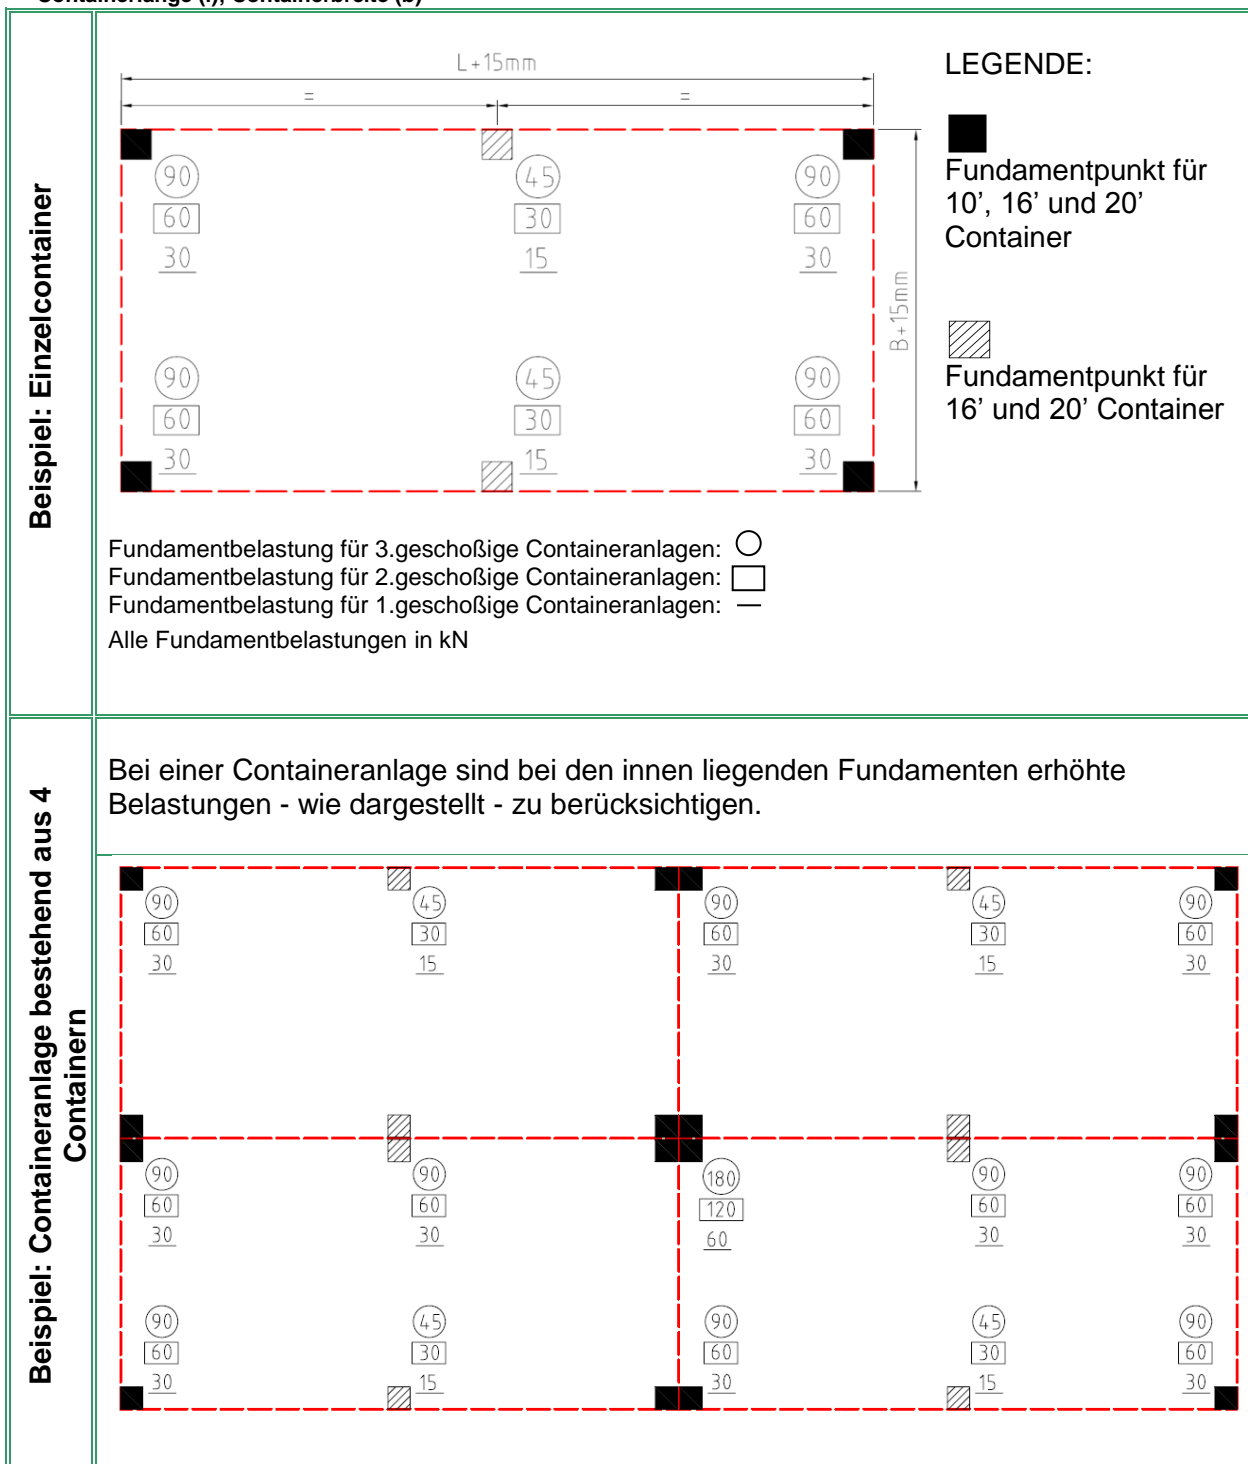 Containerlänge (l), Containerbreite (b)
Beispiel: Einzelcontainer
L+15mm
= =
90 45 90
60 30 60
30 15 30
B+15mm
90 45 90
60 30 60
30 15 30
LEGENDE:
Fundamentpunkt für
10’, 16’ und 20’
Container
Fundamentpunkt für
16’ und 20’ Container
Fundamentbelastung für 3.geschoßige Containeranlagen:
Fundamentbelastung für 2.geschoßige Containeranlagen:
Fundamentbelastung für 1.geschoßige Containeranlagen:
Alle Fundamentbelastungen in kN
Beispiel: Containeranlage bestehend aus 4
Containern
Bei einer Containeranlage sind bei den innen liegenden Fundamenten erhöhte
Belastungen - wie dargestellt - zu berücksichtigen.
90 45 90 45 90
60 30 60 30 60
30 15 30 15 30
90 90 180 90 90
60 60 120 60 60
30 30 60 30 30
90 45 90 45 90
60 30 60 30 60
30 15 30 15 30